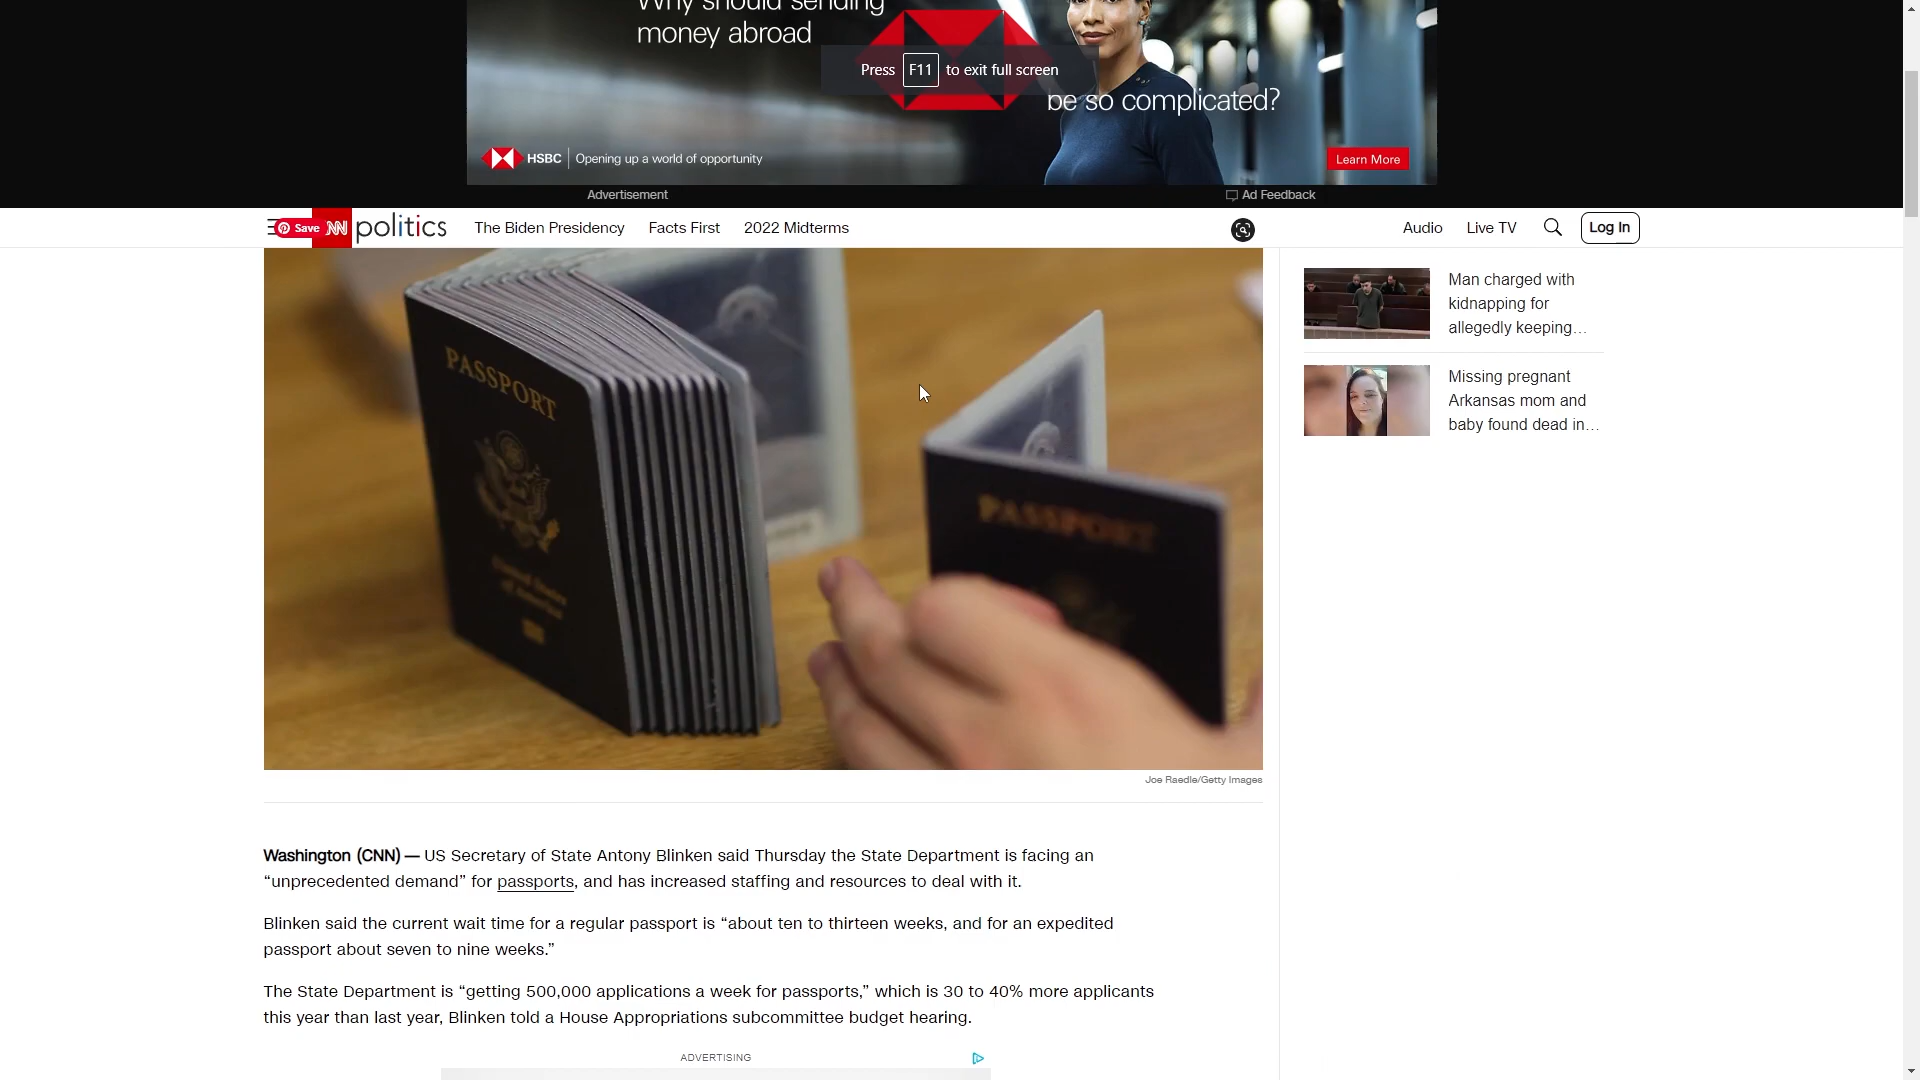 Why should sending
money abroad
Press F11 to exit full screen
be so complicated?
HSBC Opening up a world of opportunity
Learn More
Advertisement
Ad Feedback
Save
politics
The Biden Presidency
Facts First
2022 Midterms
Audio
Live TV
Log In
PASSPORT
United States
of America
PASSPORT
Man charged with
kidnapping for
allegedly keeping…
Missing pregnant
Arkansas mom and
baby found dead in…
Joe Raedle/Getty Images
Washington (CNN) — US Secretary of State Antony Blinken said Thursday the State Department is facing an
“unprecedented demand” for passports, and has increased staffing and resources to deal with it.
Blinken said the current wait time for a regular passport is “about ten to thirteen weeks, and for an expedited
passport about seven to nine weeks.”
The State Department is “getting 500,000 applications a week for passports,” which is 30 to 40% more applicants
this year than last year, Blinken told a House Appropriations subcommittee budget hearing.
ADVERTISING